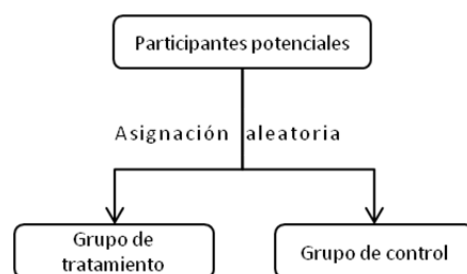 Participantes potenciales
Asignación aleatoria
Grupo de
tratamiento
Grupo de control